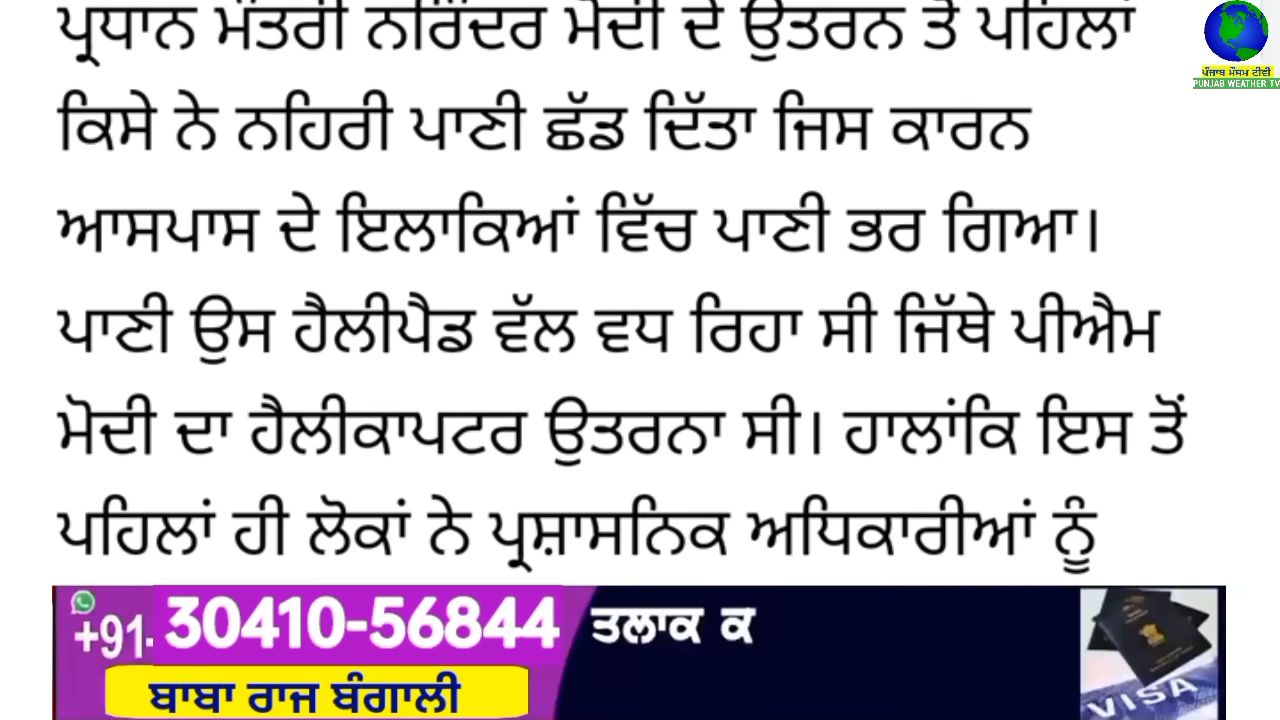 ਪ੍ਰਧਾਨ ਮੰਤਰੀ ਨਰਿੰਦਰ ਮੋਦੀ ਦੇ ਉਤਰਨ ਤੋਂ ਪਹਿਲਾਂ
ਕਿਸੇ ਨੇ ਨਹਿਰੀ ਪਾਣੀ ਛੱਡ ਦਿੱਤਾ ਜਿਸ ਕਾਰਨ
ਆਸਪਾਸ ਦੇ ਇਲਾਕਿਆਂ ਵਿੱਚ ਪਾਣੀ ਭਰ ਗਿਆ।
ਪਾਣੀ ਉਸ ਹੈਲੀਪੈਡ ਵੱਲ ਵਧ ਰਿਹਾ ਸੀ ਜਿੱਥੇ ਪੀਐਮ
ਮੋਦੀ ਦਾ ਹੈਲੀਕਾਪਟਰ ਉਤਰਨਾ ਸੀ। ਹਾਲਾਂਕਿ ਇਸ ਤੋਂ
ਪਹਿਲਾਂ ਹੀ ਲੋਕਾਂ ਨੇ ਪ੍ਰਸ਼ਾਸਨਿਕ ਅਧਿਕਾਰੀਆਂ ਨੂੰ
ਪੰਜਾਬ ਮੌਸਮ ਟੀਵੀ
PUNJAB WEATHER TV
+91. 30410-56844 ਤਲਾਕ ਕ
ਬਾਬਾ ਰਾਜ ਬੰਗਾਲੀ
VISA